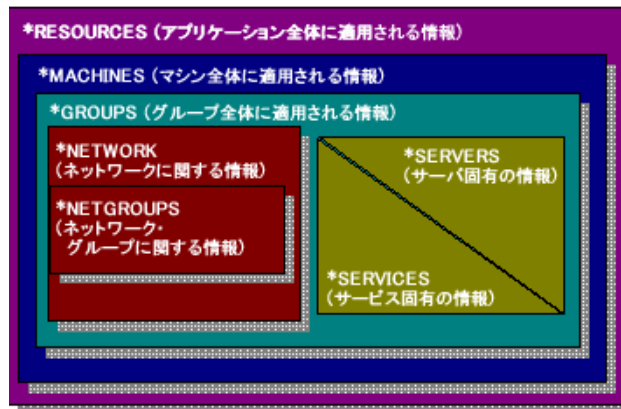 *RESOURCES (アプリケーション全体に適用される情報)
*MACHINES (マシン全体に適用される情報)
*GROUPS (グループ全体に適用される情報)
*NETWORK
(ネットワークに関する情報)
*NETGROUPS
(ネットワーク・
グループに関する情報)
*SERVERS
(サーバ固有の情報)
*SERVICES
(サービス固有の情報)